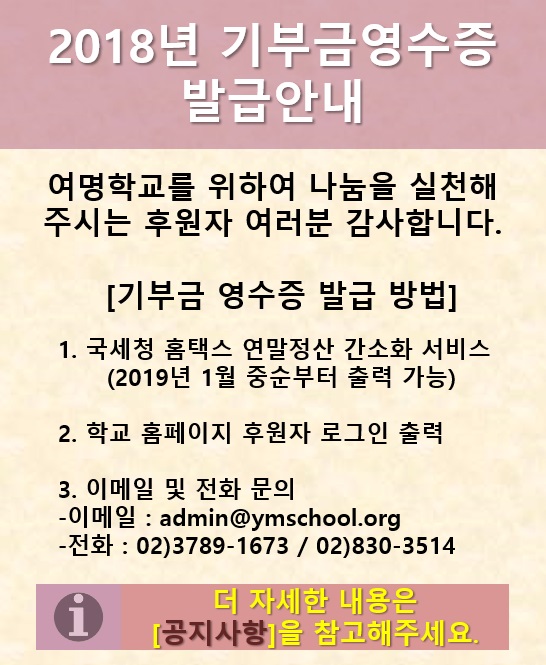 2018년 기부금영수증
발급안내
여명학교를 위하여 나눔을 실천해
주시는 후원자 여러분 감사합니다.
[기부금 영수증 발급 방법]
1. 국세청 홈택스 연말정산 간소화 서비스
(2019년 1월 중순부터 출력 가능)
2. 학교 홈페이지 후원자 로그인 출력
3. 이메일 및 전화 문의
-이메일 : admin@ymschool.org
-전화 : 02)3789-1673 / 02)830-3514
더 자세한 내용은
[공지사항]을 참고해주세요.